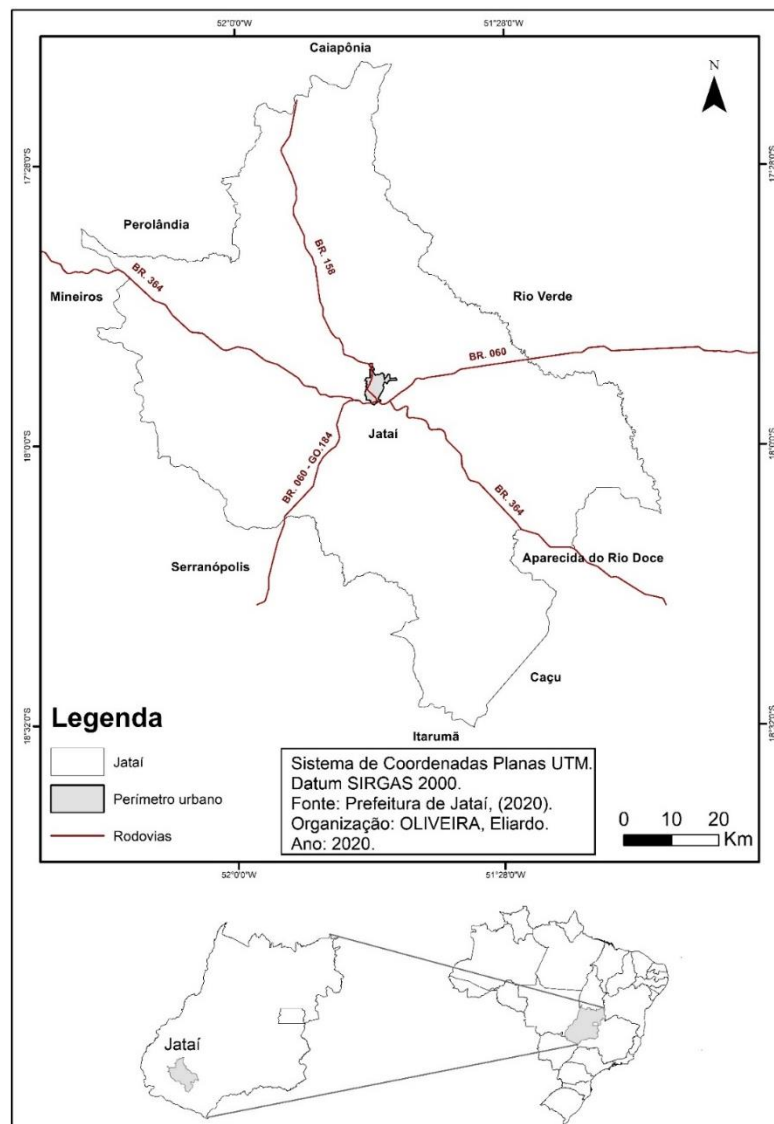 52°0'0"W
51°28'0"W
Caiapônia
N
17°28'0"S
17°28'0"S
Perolândia
BR. 158
BR. 364
Mineiros
Rio Verde
BR. 060
Jataí
18°0'0"S
18°0'0"S
BR. 060 - GO.184
BR. 364
Serranópolis
Aparecida do Rio Doce
Caçu
Itarumã
18°32'0"S
18°32'0"S
Legenda
Jataí
Perímetro urbano
Rodovias
Sistema de Coordenadas Planas UTM.
Datum SIRGAS 2000.
Fonte: Prefeitura de Jataí, (2020).
Organização: OLIVEIRA, Eliardo.
Ano: 2020.
0 10 20
Km
52°0'0"W
51°28'0"W
Jataí